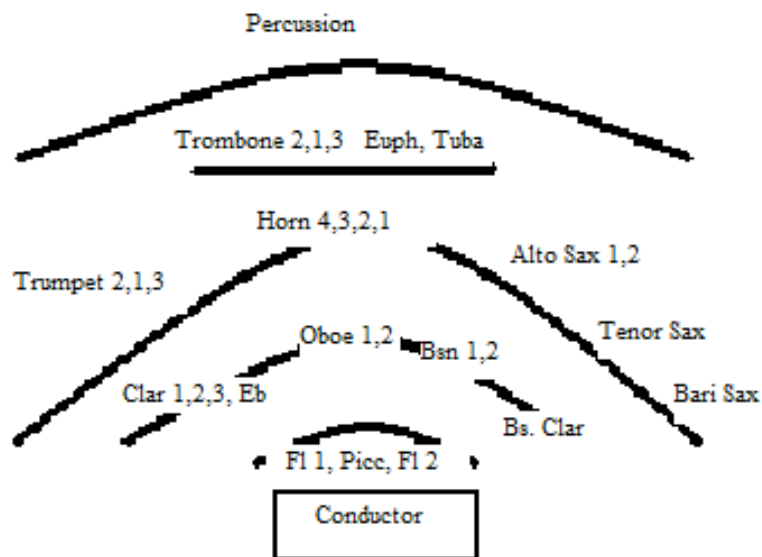 Percussion
Trombone 2,1,3 Euph, Tuba
Horn 4,3,2,1
Alto Sax 1,2
Trumpet 2,1,3
Oboe 1,2
Tenor Sax
Bsn 1,2
Clar 1,2,3, Eb
Bari Sax
Bs. Clar
Fl 1, Picc, Fl 2
Conductor